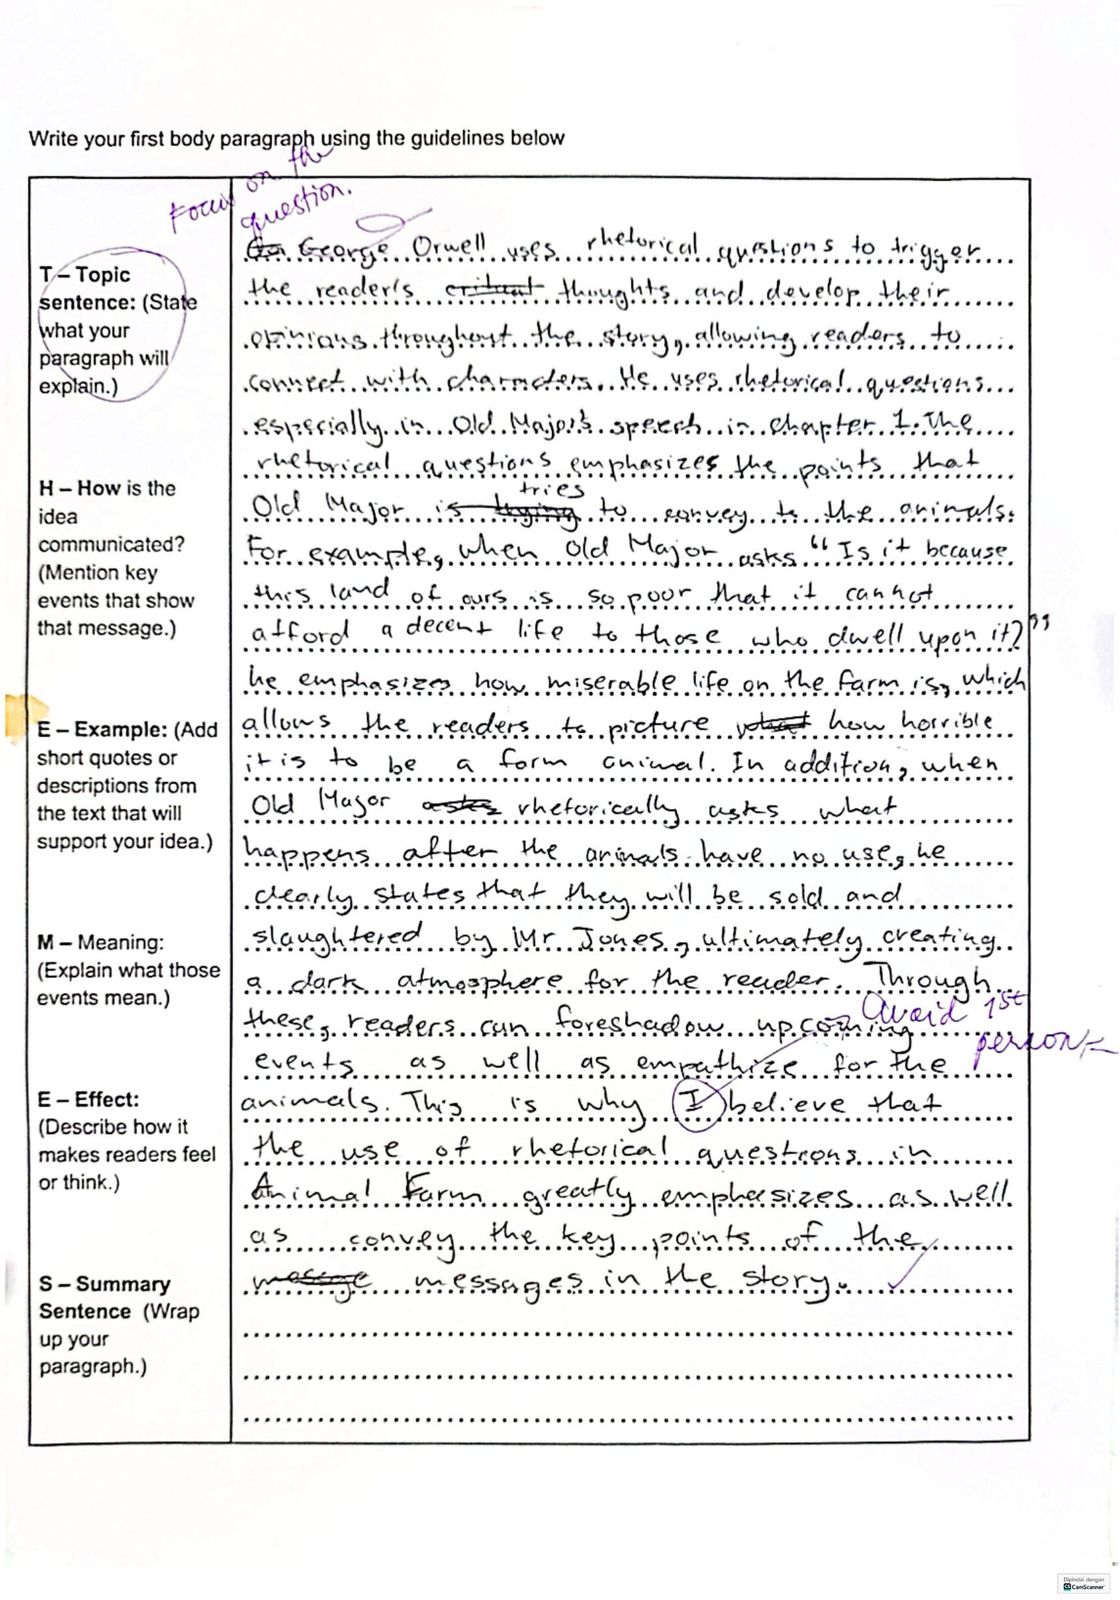 Write your first body paragraph using the guidelines below
Focus on the
question.
T – Topic
sentence: (State
what your
paragraph will
explain.)
H – How is the
idea
communicated?
(Mention key
events that show
that message.)
E – Example: (Add
short quotes or
descriptions from
the text that will
support your idea.)
M – Meaning:
(Explain what those
events mean.)
E – Effect:
(Describe how it
makes readers feel
or think.)
S – Summary
Sentence (Wrap
up your
paragraph.)
George Orwell uses rhetorical questions to trigger
the reader's thoughts and develop their
opinions throughout the story, allowing readers to
connect with characters. He uses rhetorical questions
especially in Old Major's speech in chapter 1. The
rhetorical questions emphasizes the points that
Old Major is trying tries to convey to the animals.
For example, when Old Major asks "Is it because
this land of ours is so poor that it cannot
afford a decent life to those who dwell upon it?"
he emphasizes how miserable life on the farm is, which
allows the readers to picture what how horrible
it is to be a farm animal. In addition, when
Old Major asks rhetorically asks what
happens after the animals have no use, he
clearly states that they will be sold and
slaughtered by Mr Jones, ultimately creating
a dark atmosphere for the reader. Through
these, readers can foreshadow upcoming
Avoid 1st
person
events as well as empathize for the
animals. This is why I believe that
the use of rhetorical questions in
Animal Farm greatly emphasizes as well
as convey the key points of the
message messages in the story.
Dipindai dengan
CS CamScanner